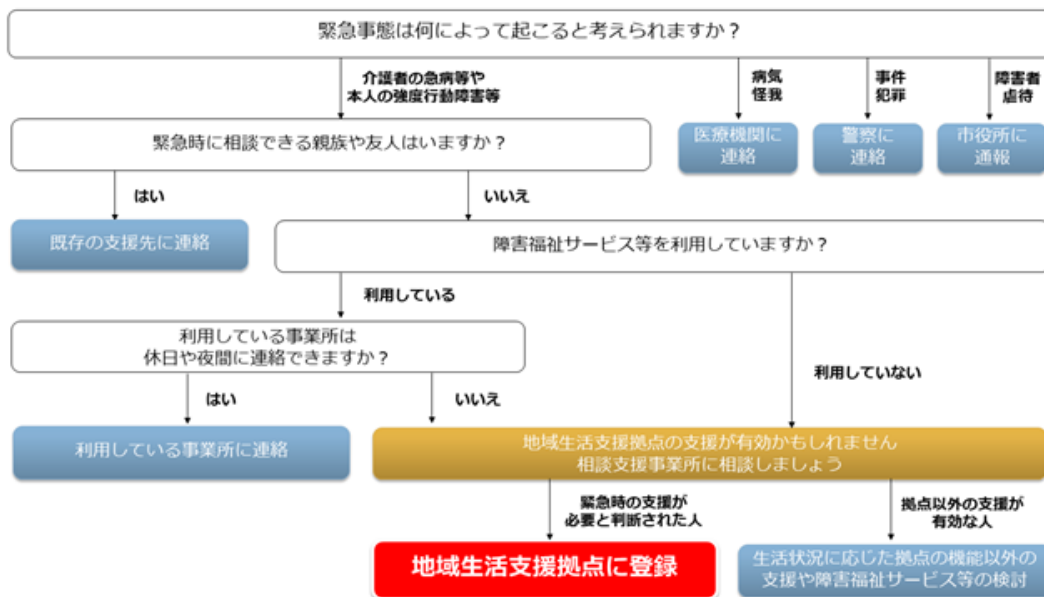 緊急事態は何によって起こると考えられますか？
介護者の急病等や
本人の強度行動障害等
病気
怪我
事件
犯罪
障害者
虐待
緊急時に相談できる親族や友人はいますか？
医療機関に
連絡
警察に
連絡
市役所に
通報
はい
いいえ
既存の支援先に連絡
障害福祉サービス等を利用していますか？
利用している
利用している事業所は
休日や夜間に連絡できますか？
利用していない
はい
いいえ
利用している事業所に連絡
地域生活支援拠点の支援が有効かもしれません
相談支援事業所に相談しましょう
緊急時の支援が
必要と判断された人
拠点以外の支援が
有効な人
地域生活支援拠点に登録
生活状況に応じた拠点の機能以外の
支援や障害福祉サービス等の検討